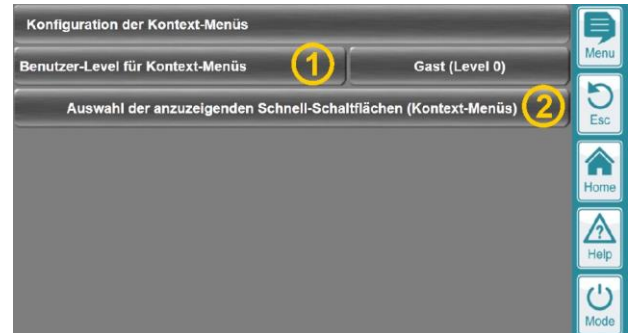 Konfiguration der Kontext-Menüs
Benutzer-Level für Kontext-Menüs 1 Gast (Level 0)
Auswahl der anzuzeigenden Schnell-Schaltflächen (Kontext-Menüs) 2
Menu
Esc
Home
? Help
Mode